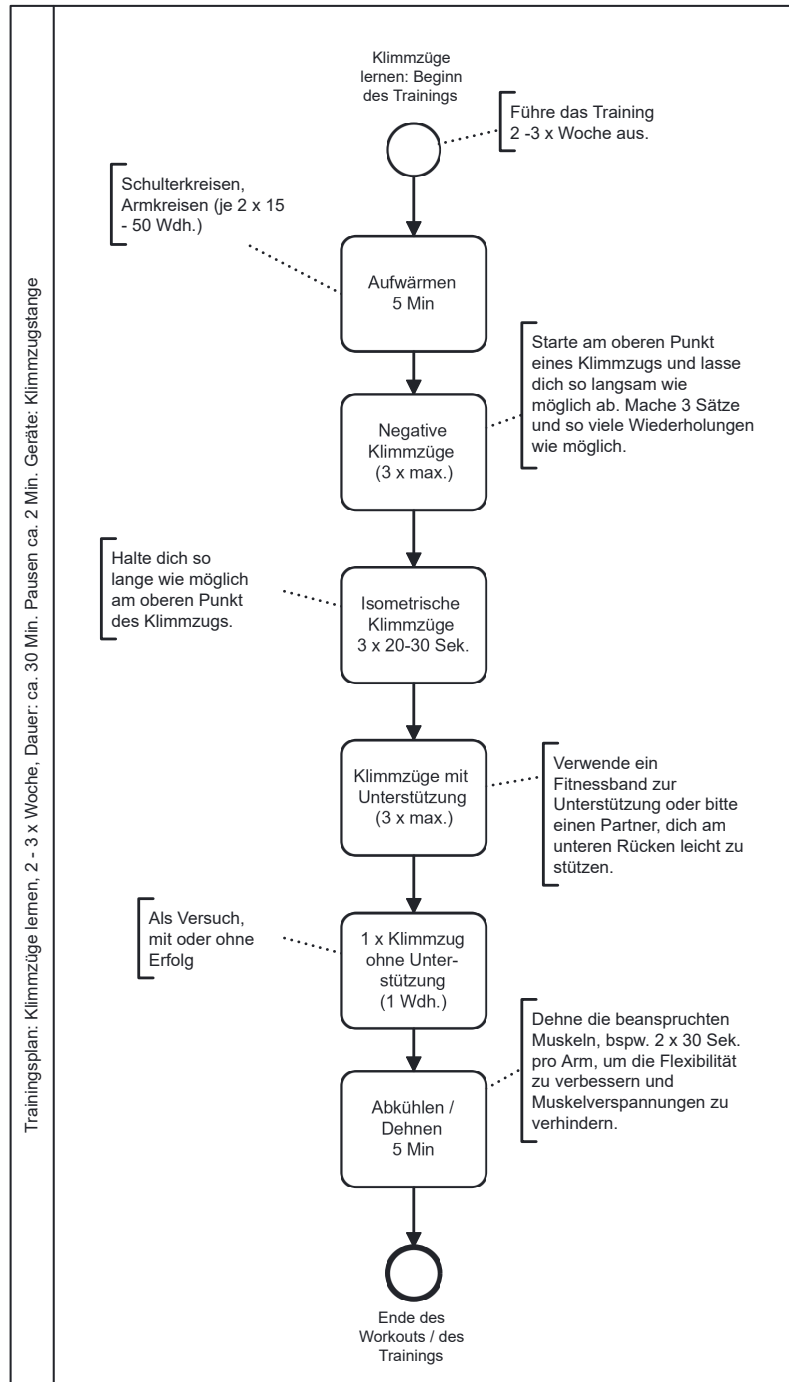 Trainingsplan: Klimmzüge lernen, 2 - 3 x Woche, Dauer: ca. 30 Min. Pausen ca. 2 Min. Geräte: Klimmzugstange
Klimmzüge
lernen: Beginn
des Trainings
Führe das Training
2 -3 x Woche aus.
Schulterkreisen,
Armkreisen (je 2 x 15
- 50 Wdh.)
Aufwärmen
5 Min
Starte am oberen Punkt
eines Klimmzugs und lasse
dich so langsam wie
möglich ab. Mache 3 Sätze
und so viele Wiederholungen
wie möglich.
Negative
Klimmzüge
(3 x max.)
Halte dich so
lange wie möglich
am oberen Punkt
des Klimmzugs.
Isometrische
Klimmzüge
3 x 20-30 Sek.
Klimmzüge mit
Unterstützung
(3 x max.)
Verwende ein
Fitnessband zur
Unterstützung oder bitte
einen Partner, dich am
unteren Rücken leicht zu
stützen.
Als Versuch,
mit oder ohne
Erfolg
1 x Klimmzug
ohne Unter-
stützung
(1 Wdh.)
Dehne die beanspruchten
Muskeln, bspw. 2 x 30 Sek.
pro Arm, um die Flexibilität
zu verbessern und
Muskelverspannungen zu
verhindern.
Abkühlen /
Dehnen
5 Min
Ende des
Workouts / des
Trainings